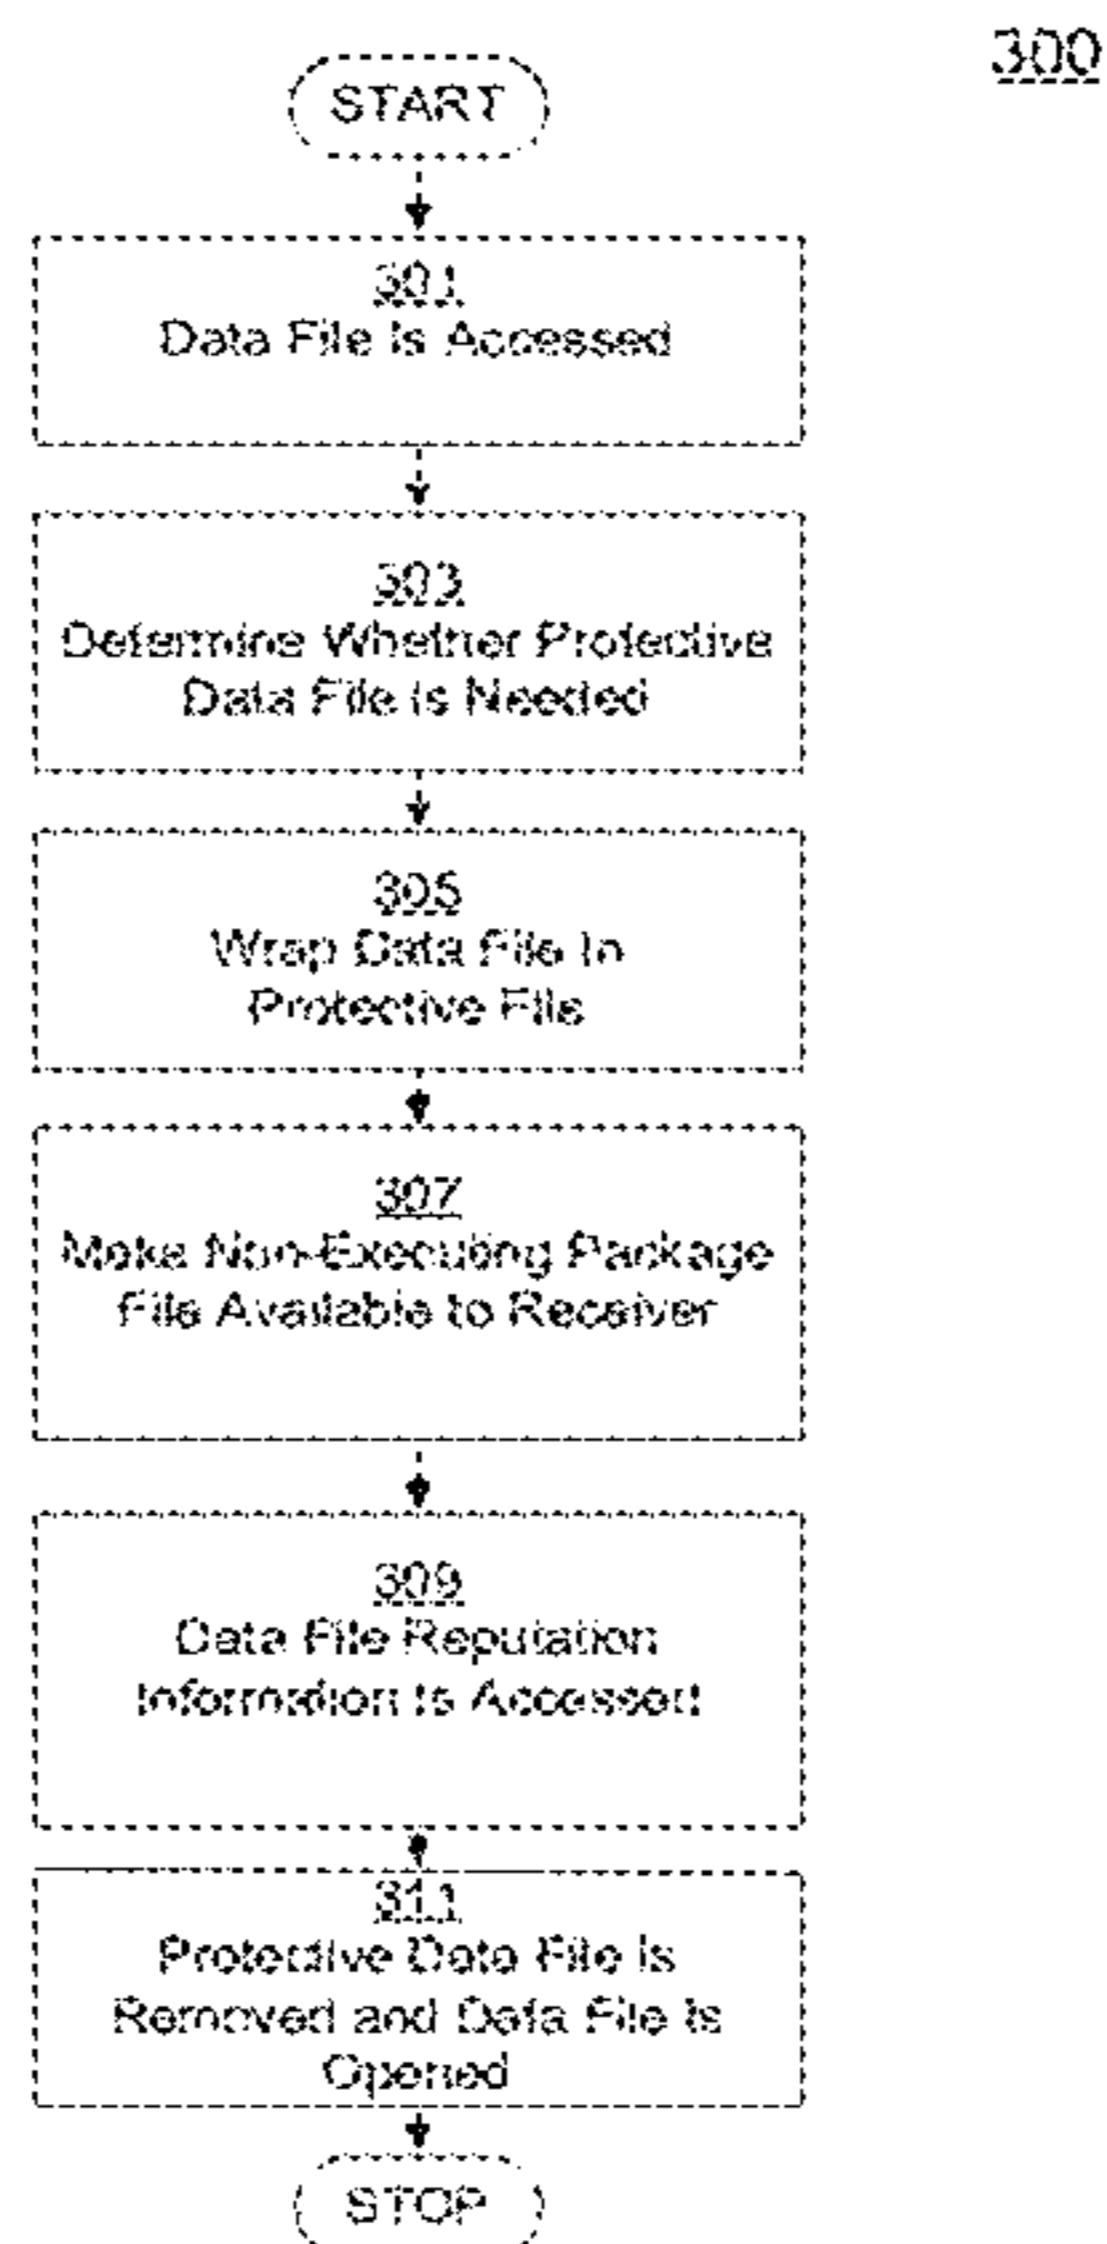 300
START
301
Data File Is Accessed
303
Determine Whether Protective
Data File Is Needed
305
Wrap Data File In
Protective File
307
Make Non-Executing Package
File Available to Receiver
309
Data File Reputation
Information Is Accessed
311
Protective Data File Is
Removed and Data File Is
Opened
STOP